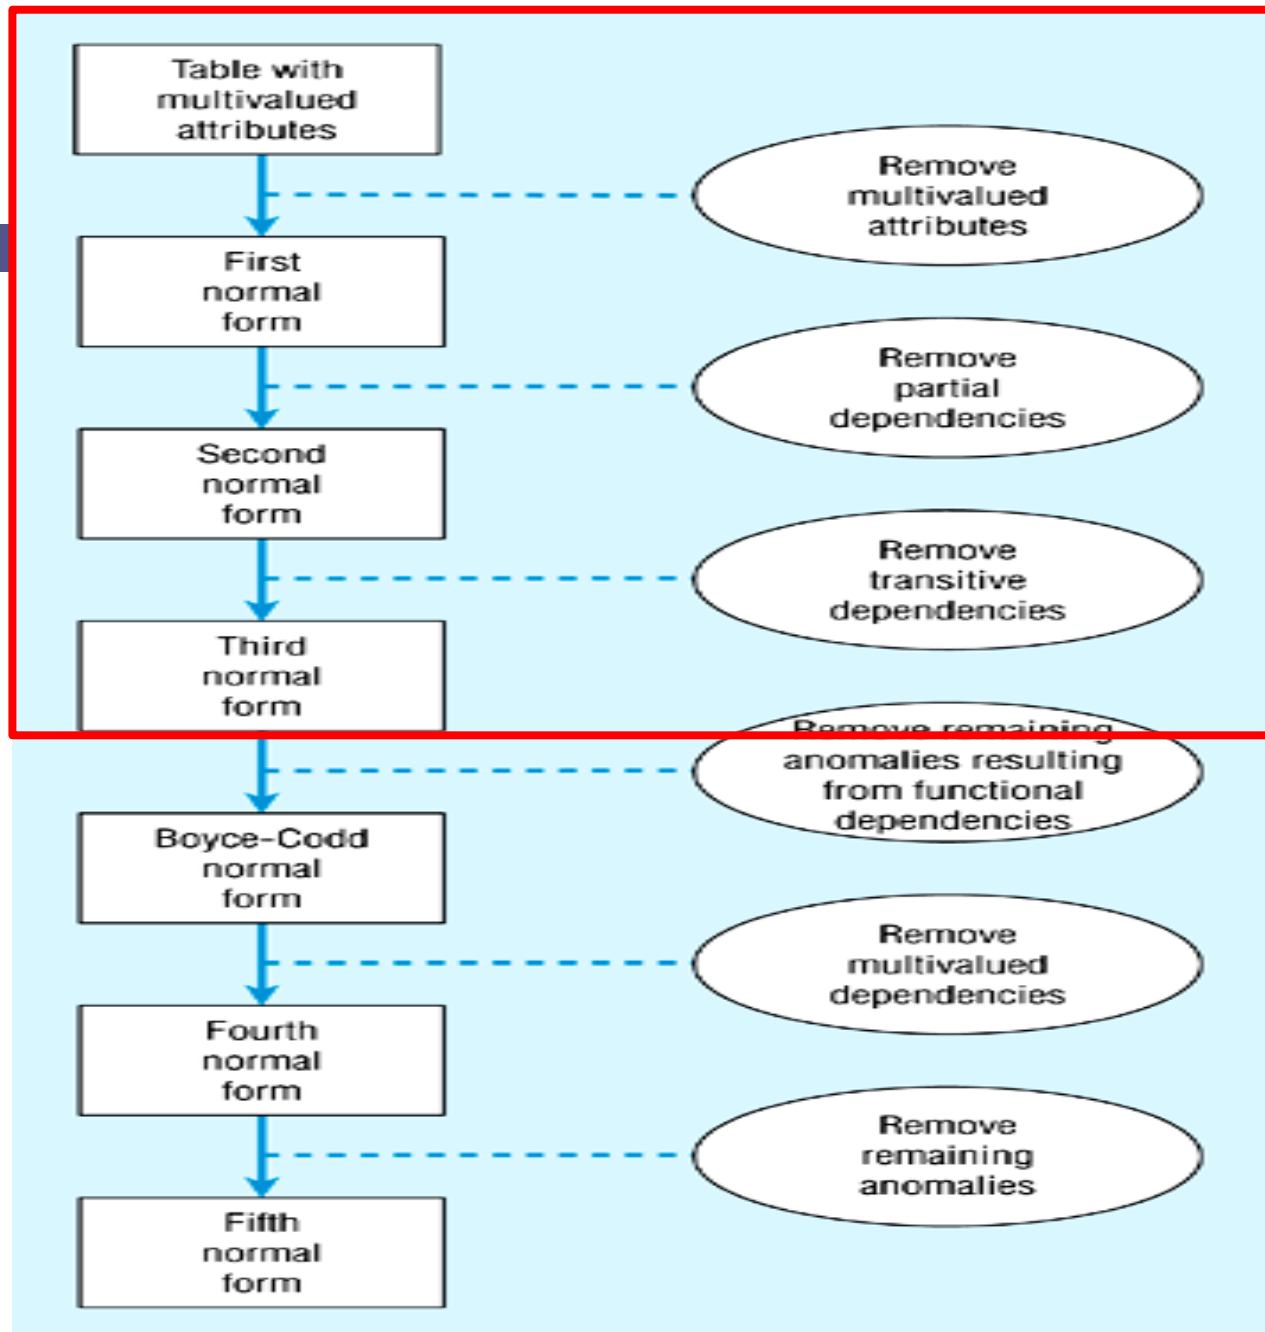 Table with
multivalued
attributes
Remove
multivalued
attributes
First
normal
form
Remove
partial
dependencies
Second
normal
form
Remove
transitive
dependencies
Third
normal
form
Remove remaining
anomalies resulting
from functional
dependencies
Boyce-Codd
normal
form
Remove
multivalued
dependencies
Fourth
normal
form
Remove
remaining
anomalies
Fifth
normal
form